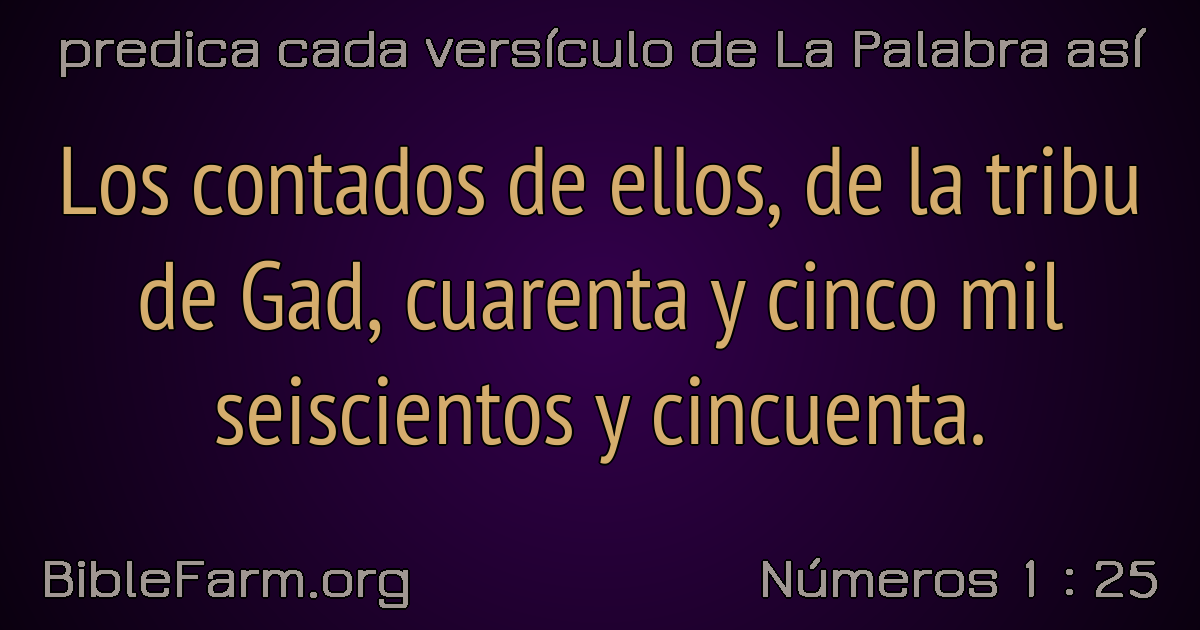 predica cada versículo de La Palabra así
Los contados de ellos, de la tribu
de Gad, cuarenta y cinco mil
seiscientos y cincuenta.
BibleFarm.org
Números 1 : 25